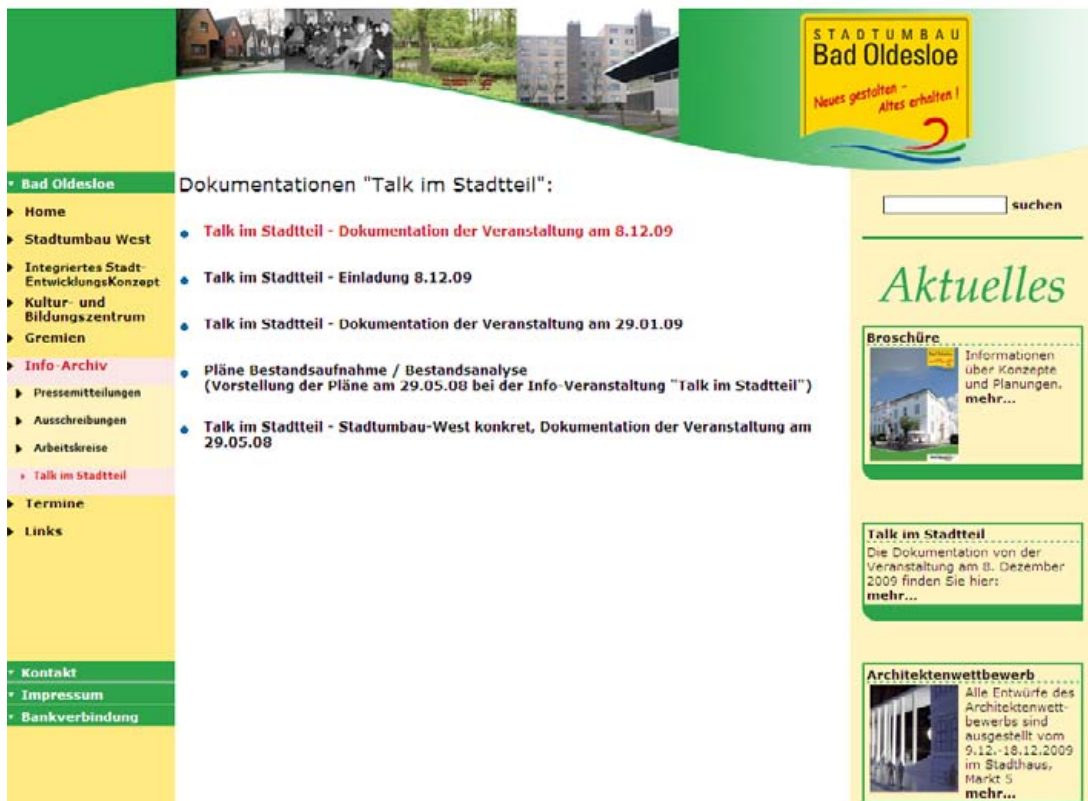 STADTUMBAU
Bad Oldesloe
Neues gestalten -
Altes erhalten !
Bad Oldesloe
Home
Stadtumbau West
Integriertes Stadt-
EntwicklungsKonzept
Kultur- und
Bildungszentrum
Gremien
Info-Archiv
Pressemitteilungen
Ausschreibungen
Arbeitskreise
Talk im Stadtteil
Termine
Links
Kontakt
Impressum
Bankverbindung
Dokumentationen "Talk im Stadtteil":
Talk im Stadtteil - Dokumentation der Veranstaltung am 8.12.09
Talk im Stadtteil - Einladung 8.12.09
Talk im Stadtteil - Dokumentation der Veranstaltung am 29.01.09
Pläne Bestandsaufnahme / Bestandsanalyse
(Vorstellung der Pläne am 29.05.08 bei der Info-Veranstaltung "Talk im Stadtteil")
Talk im Stadtteil - Stadtumbau-West konkret, Dokumentation der Veranstaltung am
29.05.08
suchen
Aktuelles
Broschüre
Informationen
über Konzepte
und Planungen.
mehr...
Talk im Stadtteil
Die Dokumentation von der
Veranstaltung am 8. Dezember
2009 finden Sie hier:
mehr...
Architektenwettbewerb
Alle Entwürfe des
Architektenwett-
bewerbs sind
ausgestellt vom
9.12.-18.12.2009
im Stadthaus,
Markt 5
mehr...